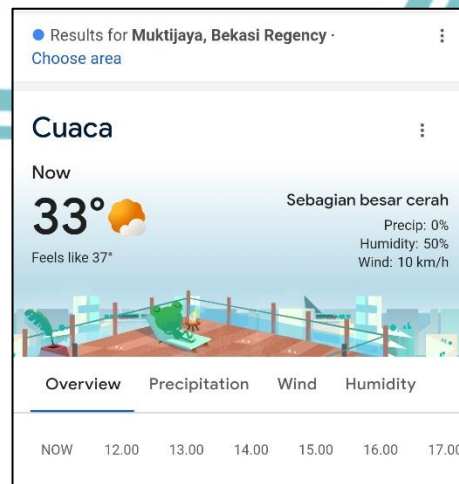 Results for Muktijaya, Bekasi Regency ·
Choose area
Cuaca
Now
33°
Feels like 37°
Sebagian besar cerah
Precip: 0%
Humidity: 50%
Wind: 10 km/h
Overview Precipitation Wind Humidity
NOW 12.00 13.00 14.00 15.00 16.00 17.00